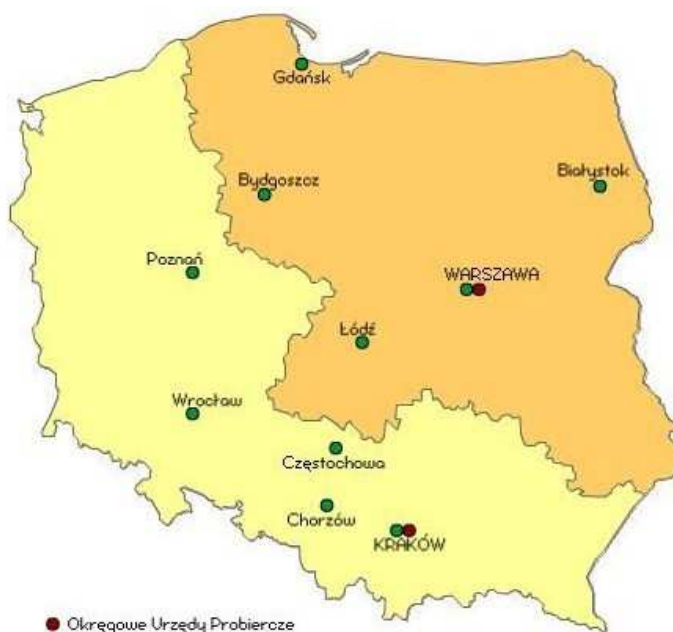 Gdańsk
Białystok
Bydgoszcz
Poznań
WARSZAWA
Łódź
Wrocław
Częstochowa
Chorzów
KRAKÓW
Okręgowe Urzędy Probiercze